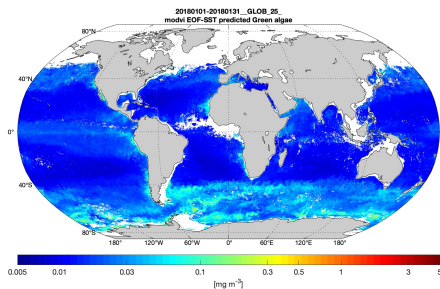 20180101-20180131__GLOB_25_
modvi EOF-SST predicted Green algae
80°N
40°N
0°
40°S
80°S
180° 120°W 60°W 0° 60°E 120°E 180°
0.005 0.01 0.03 0.1 0.3 0.5 1 3 5
[mg m⁻³]